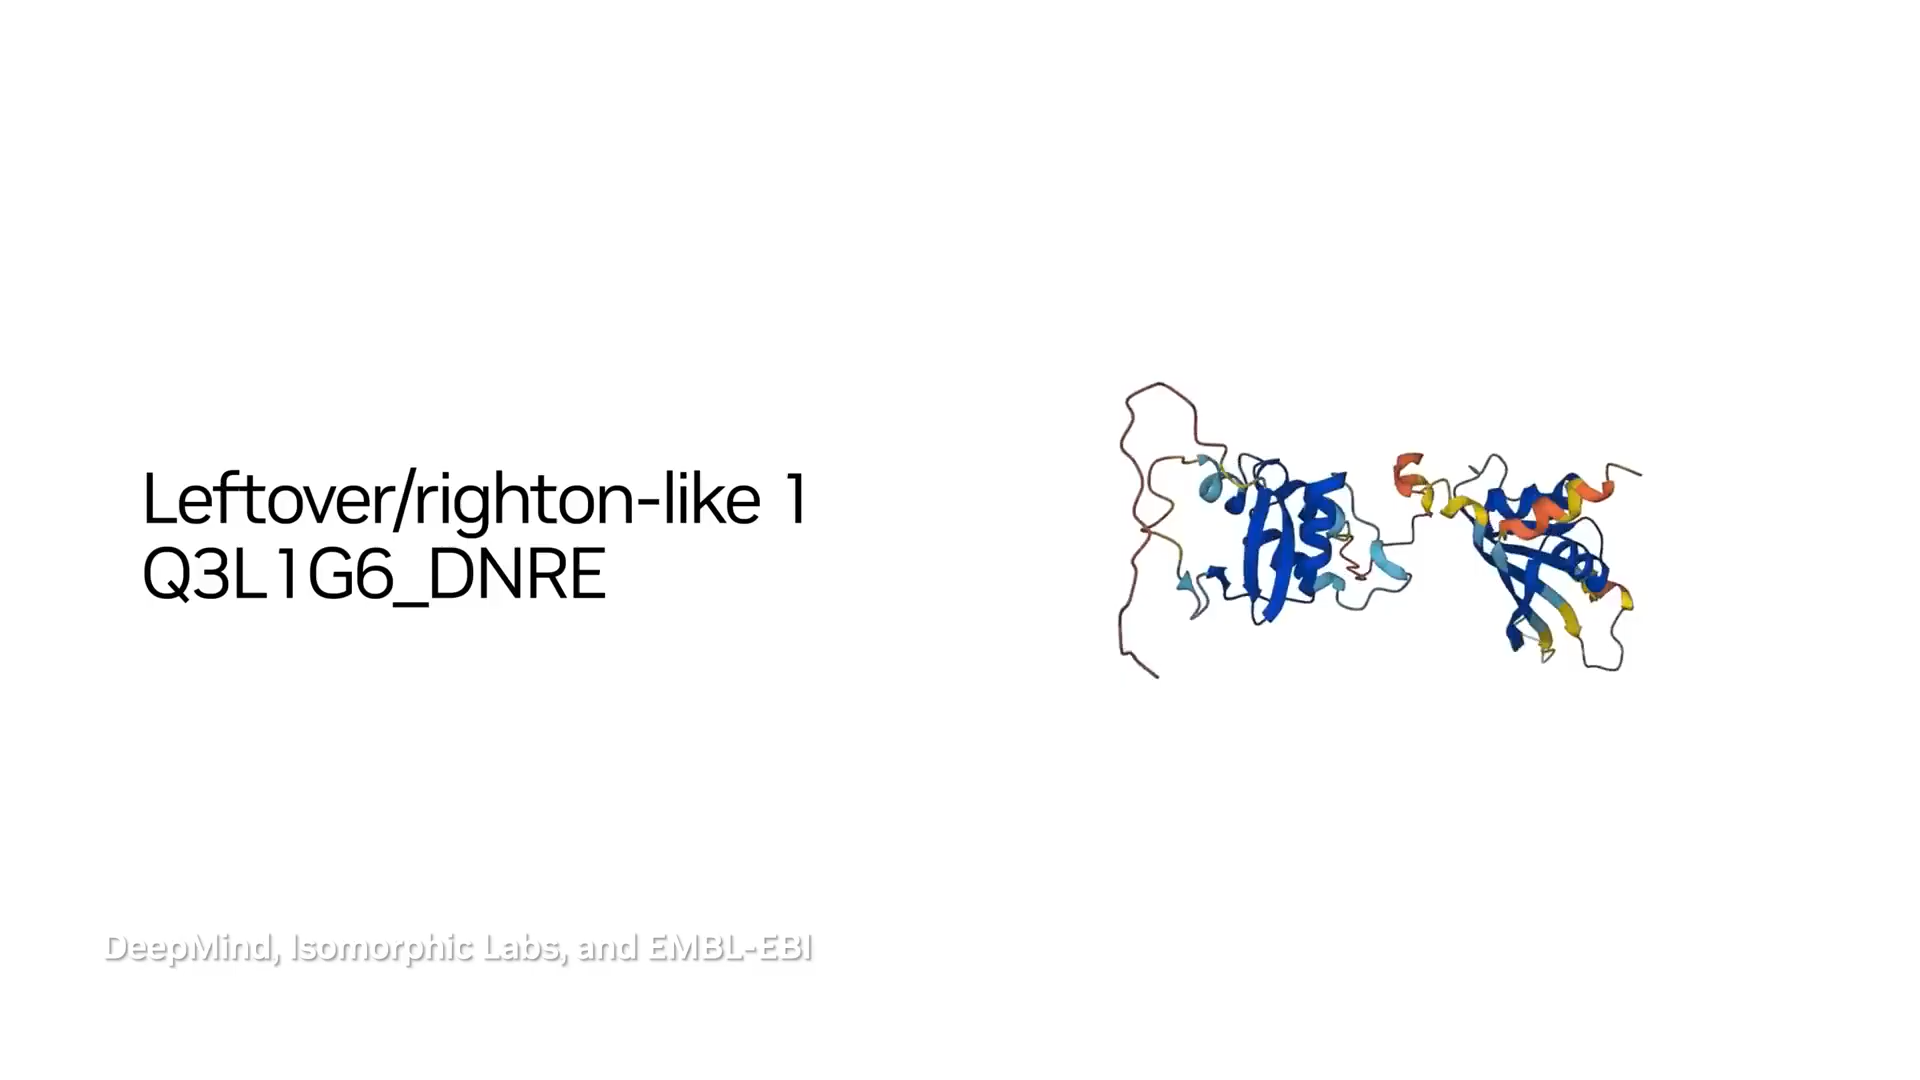 Leftover/righton-like 1
Q3L1G6_DNRE
DeepMind, Isomorphic Labs, and EMBL-EBI